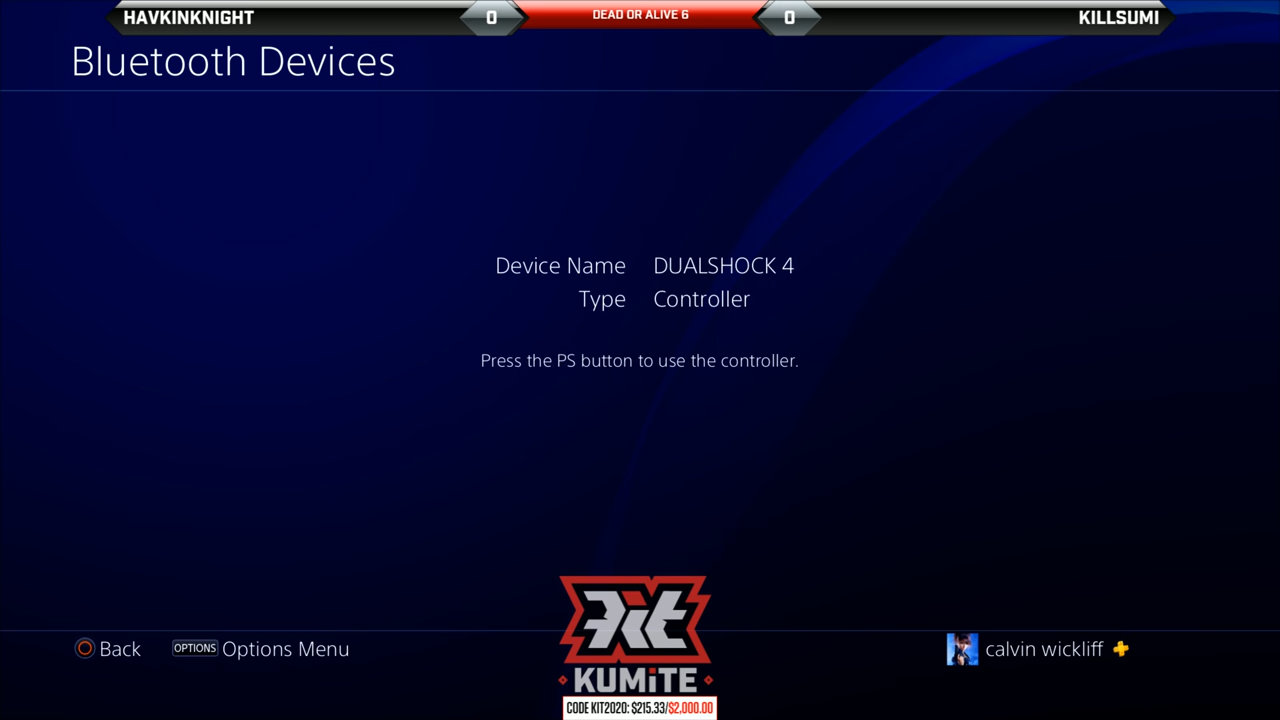 HAVKINKNIGHT
0
DEAD OR ALIVE 6
0
KILLSUMI
Bluetooth Devices
Device Name DUALSHOCK 4
Type Controller
Press the PS button to use the controller.
Back
OPTIONS Options Menu
calvin wickliff
KiT
KUMiTE
CODE KIT2020: $215.33/$2,000.00